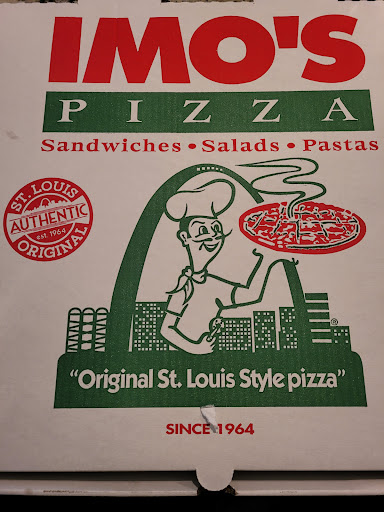 IMO'S
PIZZA
Sandwiches • Salads • Pastas
ST. LOUIS
AUTHENTIC
est. 1964
ORIGINAL
®
"Original St. Louis Style pizza"
SINCE 1964